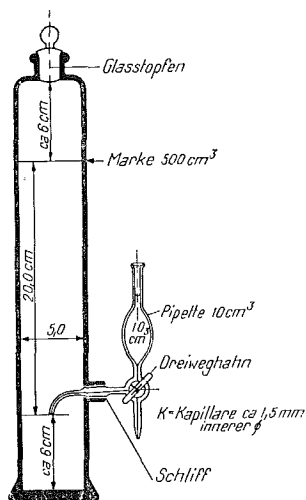 Glasstopfen
ca 6 cm
Marke 500 cm³
20,0 cm
Pipette 10 cm³
10 cm³
5,0
Dreiweghahn
K=Kapillare ca 1,5 mm
innerer ϕ
ca 6 cm
Schliff